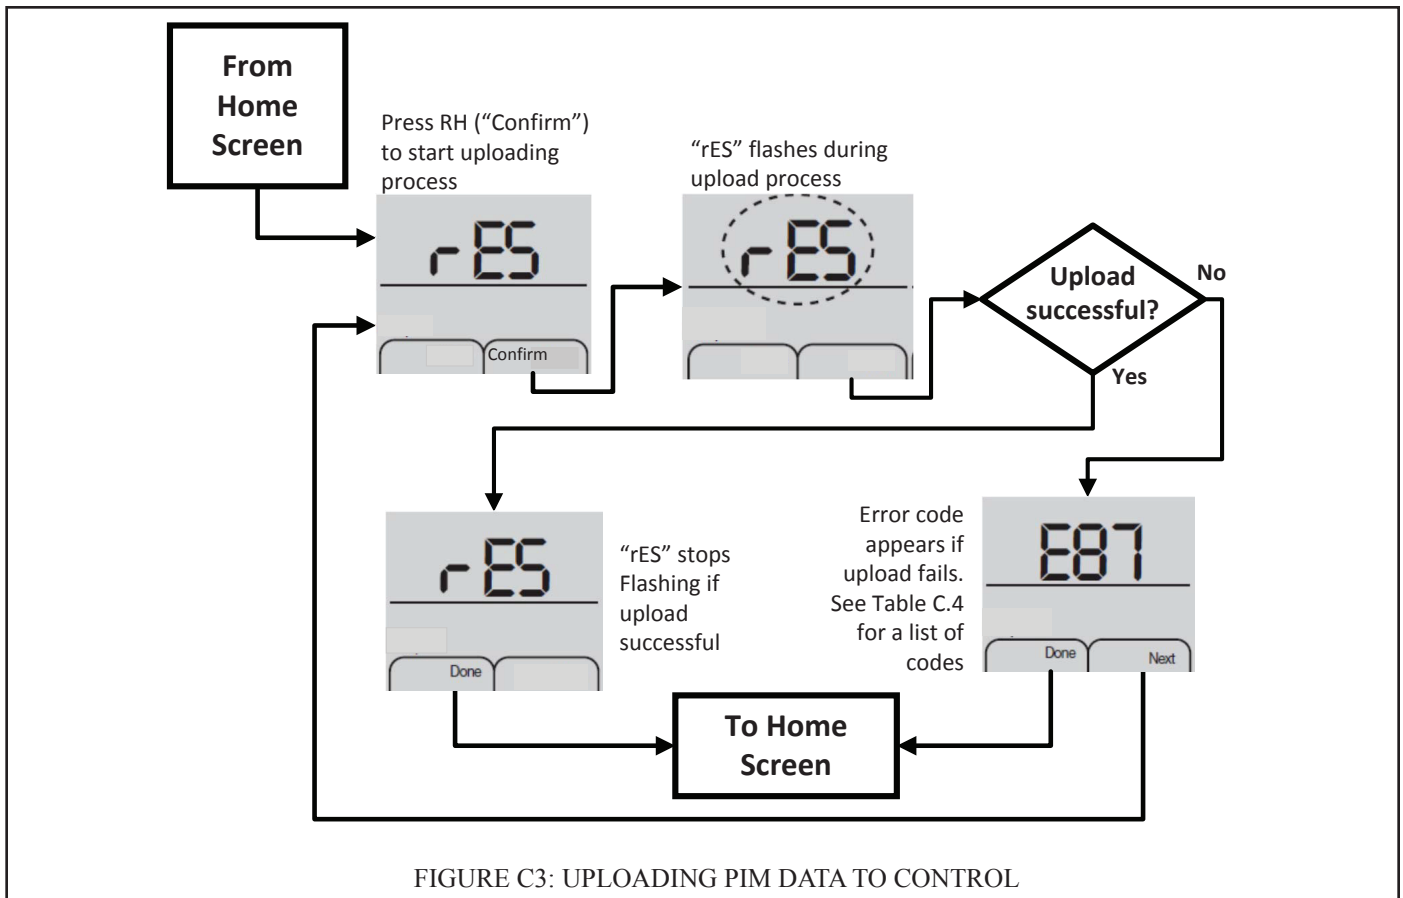 From
Home
Screen
Press RH (“Confirm”)
to start uploading
process
rES
Confirm
“rES” flashes during
upload process
rES
Upload
successful?
No
Yes
rES
Done
“rES” stops
Flashing if
upload
successful
Error code
appears if
upload fails.
See Table C.4
for a list of
codes
E87
Done
Next
To Home
Screen
FIGURE C3: UPLOADING PIM DATA TO CONTROL